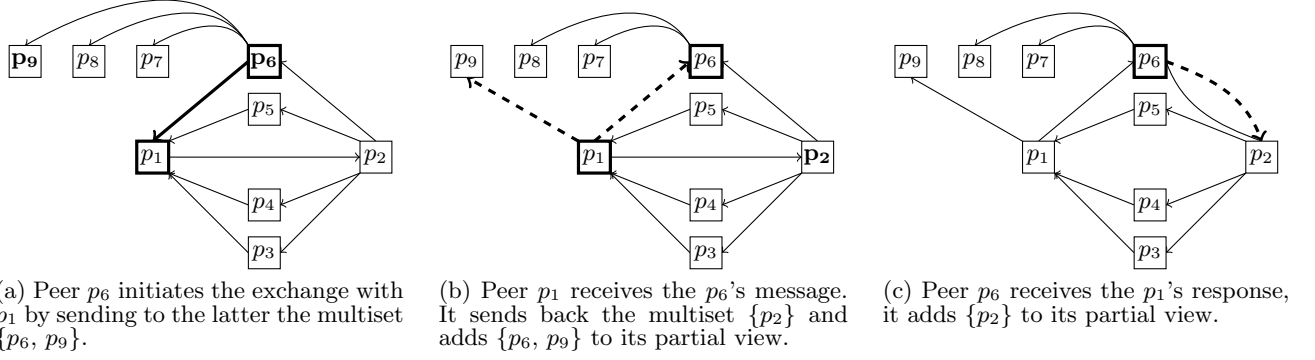 p₉ p₈ p₇ p₆
p₅
p₁ p₂
p₄
p₃
(a) Peer p₆ initiates the exchange with
p₁ by sending to the latter the multiset
{p₆, p₉}.
p₉ p₈ p₇ p₆
p₅
p₁ p₂
p₄
p₃
(b) Peer p₁ receives the p₆'s message.
It sends back the multiset {p₂} and
adds {p₆, p₉} to its partial view.
p₉ p₈ p₇ p₆
p₅
p₁ p₂
p₄
p₃
(c) Peer p₆ receives the p₁'s response,
it adds {p₂} to its partial view.